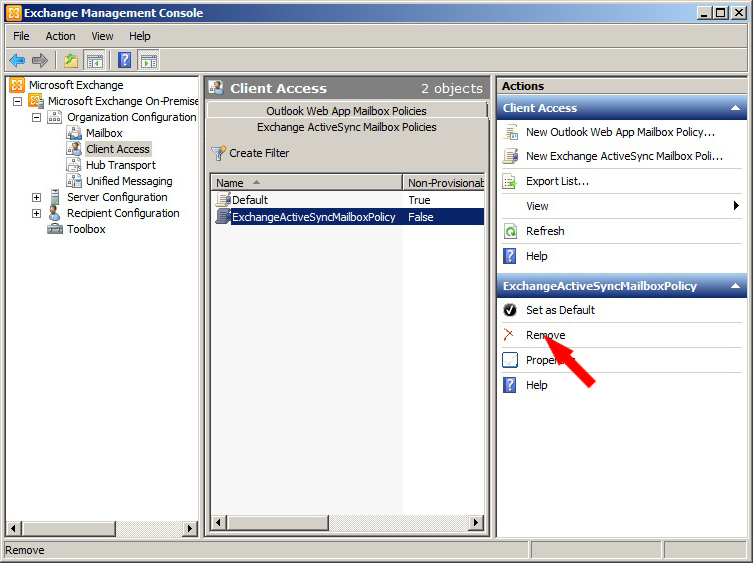 Exchange Management Console
File Action View Help
Microsoft Exchange
Microsoft Exchange On-Premise
Organization Configuration
Mailbox
Client Access
Hub Transport
Unified Messaging
Server Configuration
Recipient Configuration
Toolbox
Client Access 2 objects
Outlook Web App Mailbox Policies
Exchange ActiveSync Mailbox Policies
Create Filter
Name Non-Provisionab
Default True
ExchangeActiveSyncMailboxPolicy False
Actions
Client Access
New Outlook Web App Mailbox Policy...
New Exchange ActiveSync Mailbox Poli...
Export List...
View
Refresh
Help
ExchangeActiveSyncMailboxPolicy
Set as Default
Remove
Help
Remove